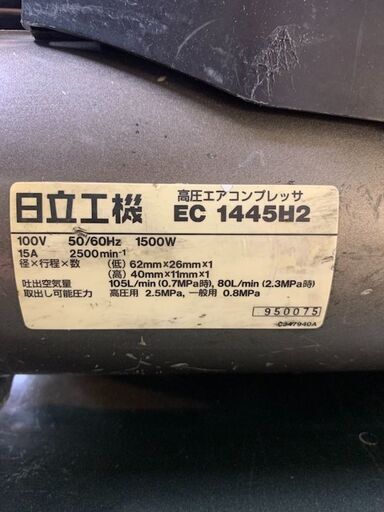 日立工機 高圧エアコンプレッサ
EC 1445H2
100V 50/60Hz 1500W
15A 2500min⁻¹
径×行程×数 (低) 62mm×26mm×1
(高) 40mm×11mm×1
吐出空気量 105L/min (0.7MPa時), 80L/min (2.3MPa時)
取出し可能圧力 高圧用 2.5MPa, 一般用 0.8MPa
950075
C347940A